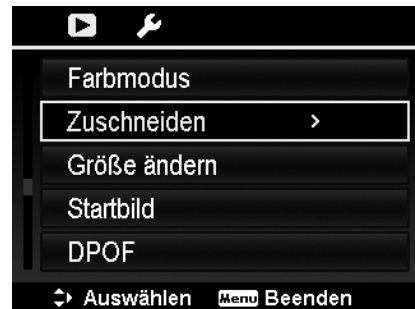 Farbmodus
Zuschneiden
Größe ändern
Startbild
DPOF
Auswählen Menu Beenden